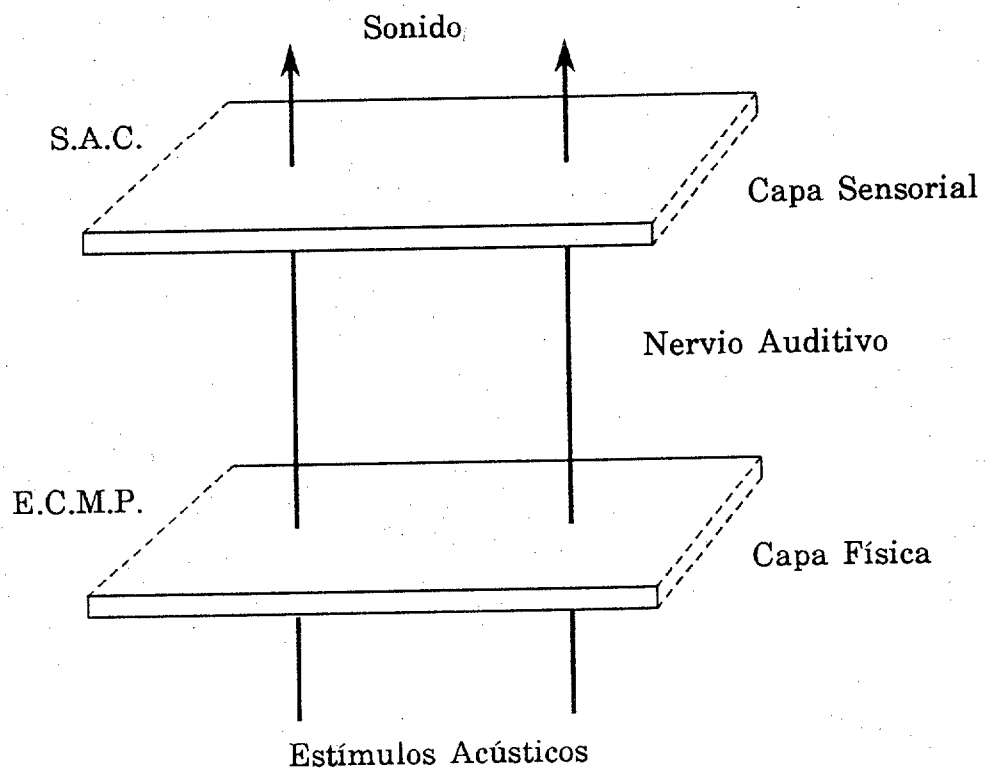 Sonido
S.A.C.
Capa Sensorial
Nervio Auditivo
E.C.M.P.
Capa Física
Estímulos Acústicos